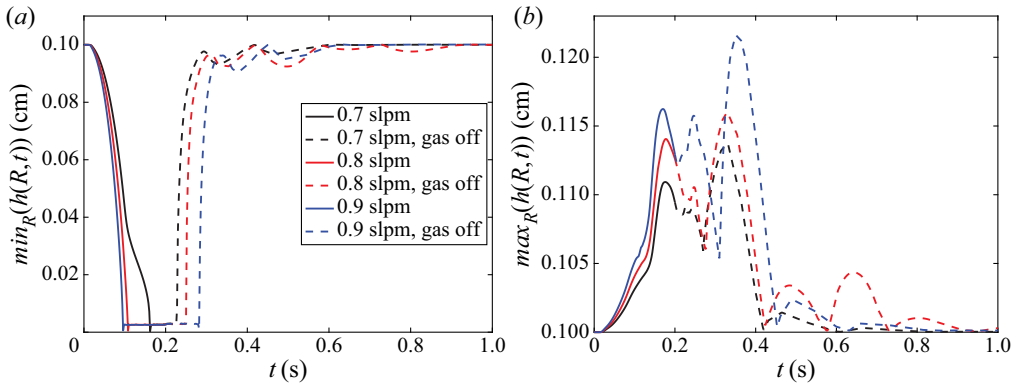 (a)
min_R(h(R,t)) (cm)
0.10
0.08
0.06
0.04
0.02
0.7 slpm
0.7 slpm, gas off
0.8 slpm
0.8 slpm, gas off
0.9 slpm
0.9 slpm, gas off
0 0.2 0.4 0.6 0.8 1.0
t (s)
(b)
max_R(h(R,t)) (cm)
0.120
0.115
0.110
0.105
0.100
0 0.2 0.4 0.6 0.8 1.0
t (s)